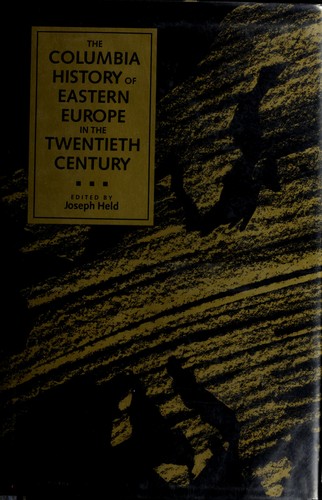 THE
COLUMBIA
HISTORY OF
EASTERN
EUROPE
IN THE
TWENTIETH
CENTURY
EDITED BY
Joseph Held